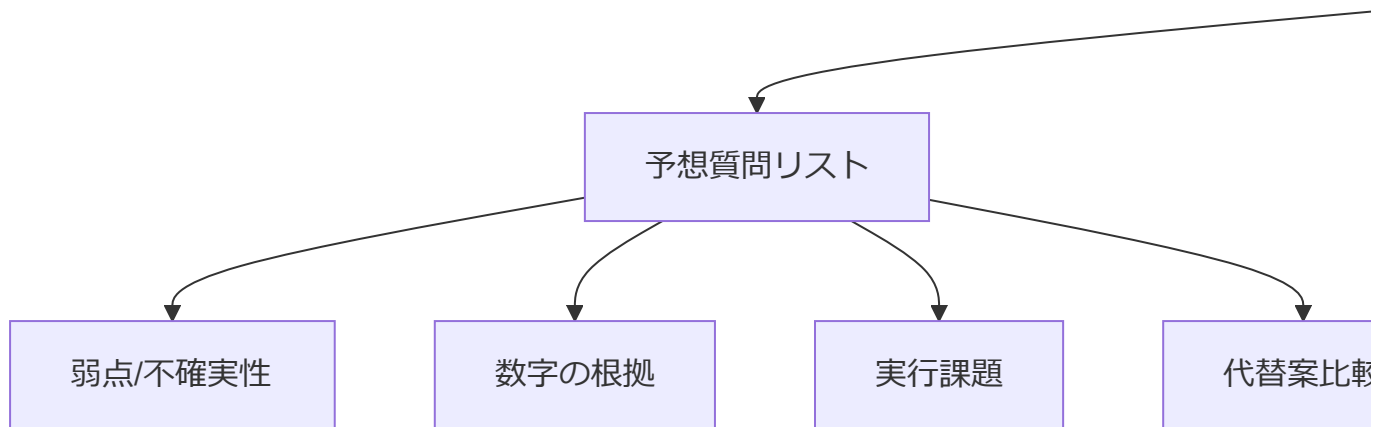 予想質問リスト
弱点/不確実性
数字の根拠
実行課題
代替案比較